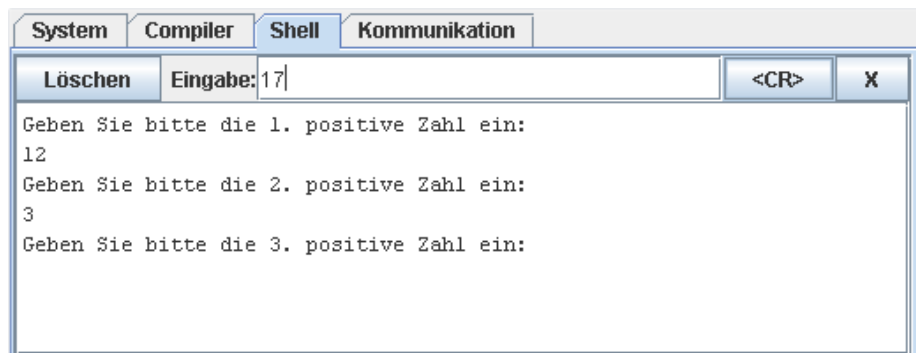 System Compiler Shell Kommunikation
Löschen Eingabe: 17 <CR> X
Geben Sie bitte die 1. positive Zahl ein:
12
Geben Sie bitte die 2. positive Zahl ein:
3
Geben Sie bitte die 3. positive Zahl ein: